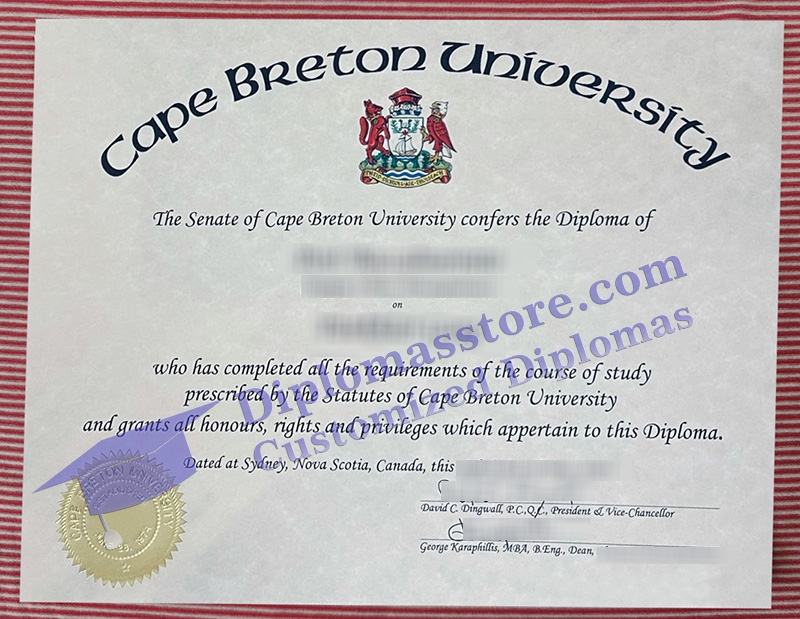 Cape Breton University
The Senate of Cape Breton University confers the Diploma of
on
who has completed all the requirements of the course of study
prescribed by the Statutes of Cape Breton University
and grants all honours, rights and privileges which appertain to this Diploma.
Dated at Sydney, Nova Scotia, Canada, this
David C. Dingwall, P.C.,Q.C., President & Vice-Chancellor
George Karaphillis, MBA, B.Eng., Dean,
CAPE BRETON UNIVERSITY
Diplomasstore.com
Customized Diplomas